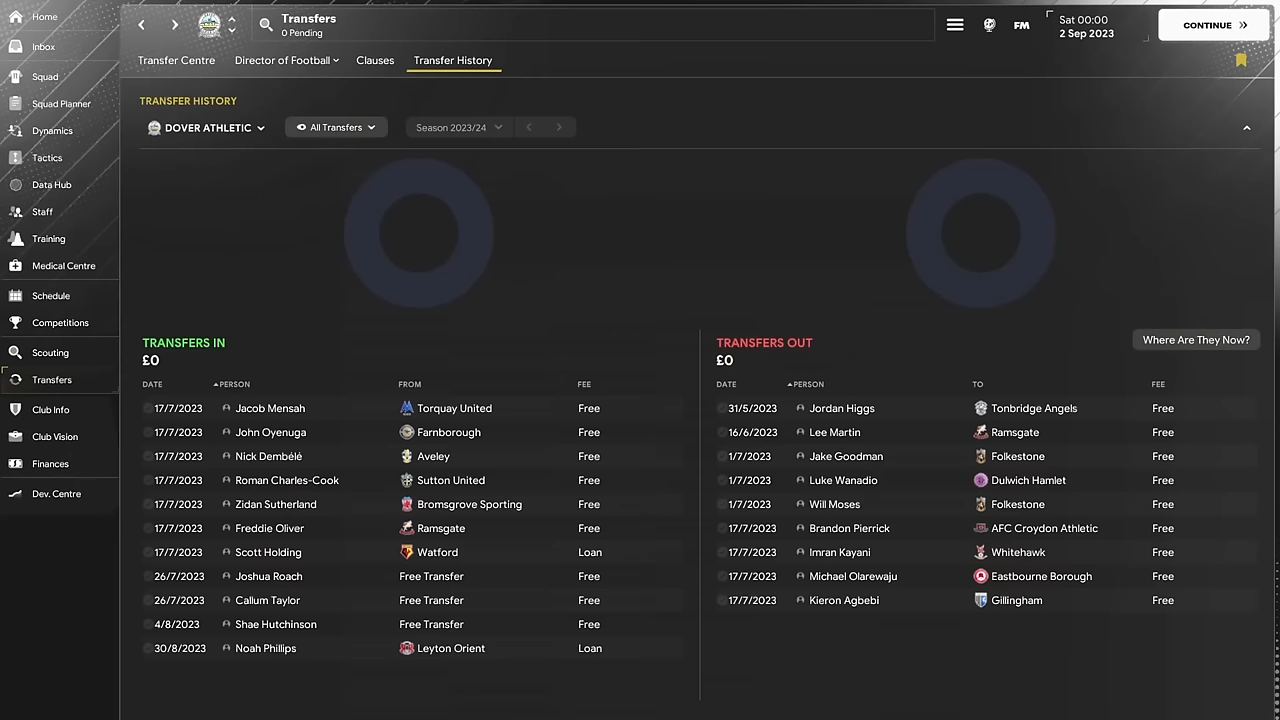 Home
Inbox
Squad
Squad Planner
Dynamics
Tactics
Data Hub
Staff
Training
Medical Centre
Schedule
Competitions
Scouting
Transfers
Club Info
Club Vision
Finances
Dev. Centre
Transfers
0 Pending
FM
Sat 00:00
2 Sep 2023
CONTINUE
Transfer Centre Director of Football Clauses Transfer History
TRANSFER HISTORY
DOVER ATHLETIC All Transfers Season 2023/24
TRANSFERS IN
£0
DATE PERSON FROM FEE
17/7/2023 Jacob Mensah Torquay United Free
17/7/2023 John Oyenuga Farnborough Free
17/7/2023 Nick Dembélé Aveley Free
17/7/2023 Roman Charles-Cook Sutton United Free
17/7/2023 Zidan Sutherland Bromsgrove Sporting Free
17/7/2023 Freddie Oliver Ramsgate Free
17/7/2023 Scott Holding Watford Loan
26/7/2023 Joshua Roach Free Transfer Free
26/7/2023 Callum Taylor Free Transfer Free
4/8/2023 Shae Hutchinson Free Transfer Free
30/8/2023 Noah Phillips Leyton Orient Loan
TRANSFERS OUT
£0
Where Are They Now?
DATE PERSON TO FEE
31/5/2023 Jordan Higgs Tonbridge Angels Free
16/6/2023 Lee Martin Ramsgate Free
1/7/2023 Jake Goodman Folkestone Free
1/7/2023 Luke Wanadio Dulwich Hamlet Free
1/7/2023 Will Moses Folkestone Free
17/7/2023 Brandon Pierrick AFC Croydon Athletic Free
17/7/2023 Imran Kayani Whitehawk Free
17/7/2023 Michael Olarewaju Eastbourne Borough Free
17/7/2023 Kieron Agbebi Gillingham Free